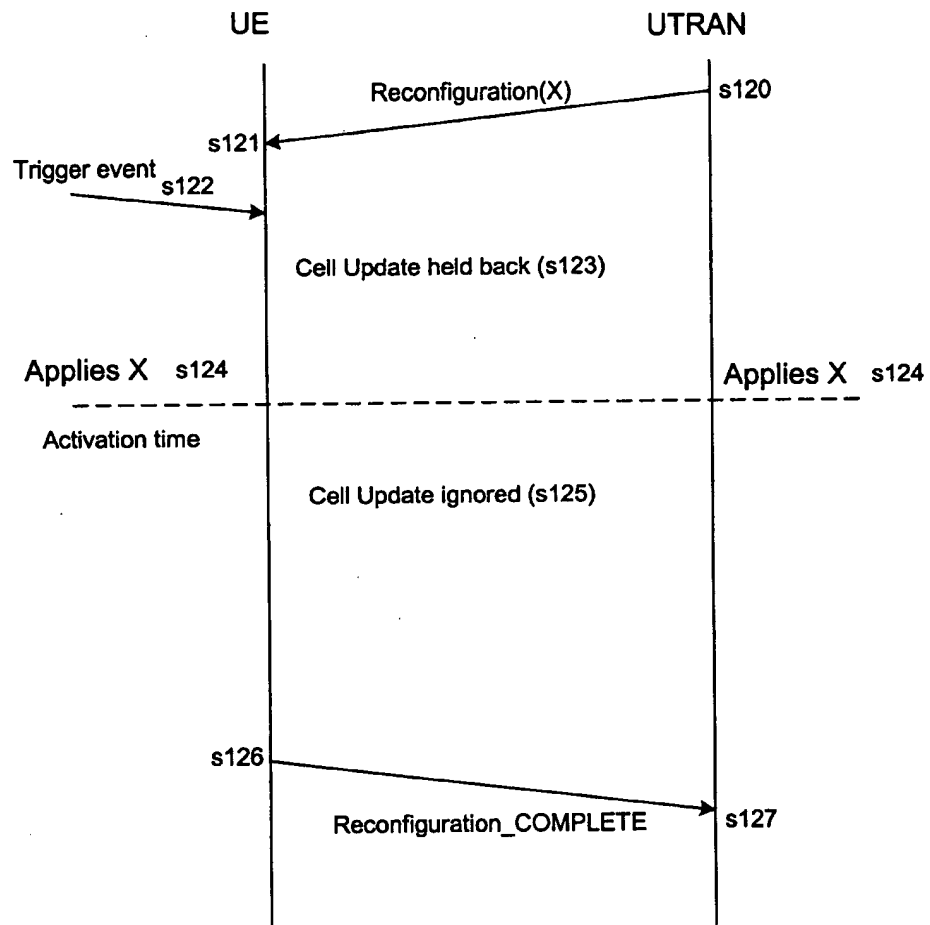 UE UTRAN
Reconfiguration(X) s120
s121
Trigger event
s122
Cell Update held back (s123)
Applies X s124 Applies X s124
Activation time
Cell Update ignored (s125)
s126
Reconfiguration_COMPLETE s127